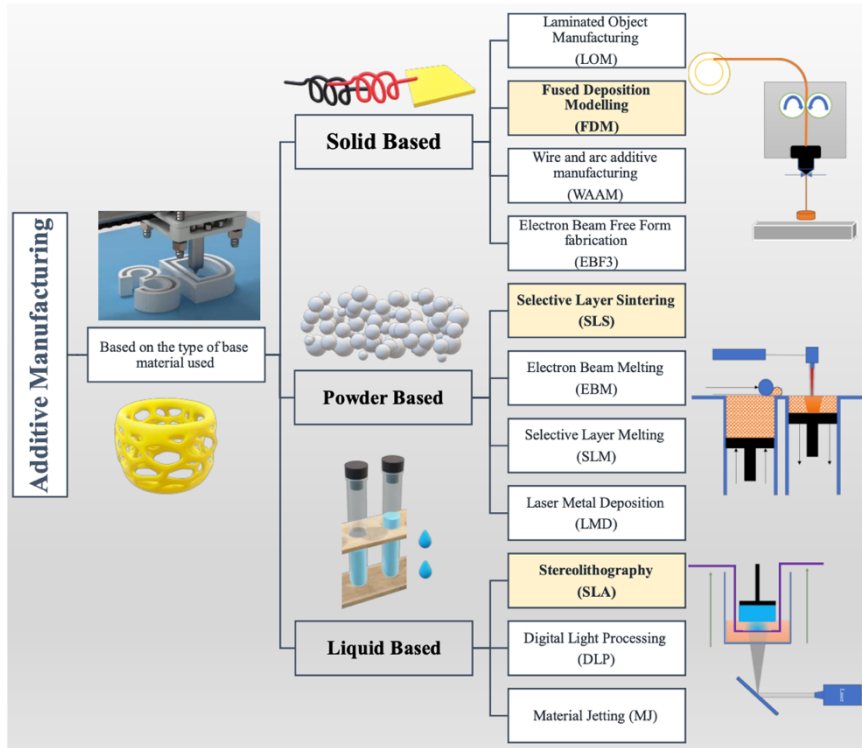 Additive Manufacturing
Based on the type of base
material used
Solid Based
Laminated Object
Manufacturing
(LOM)
Fused Deposition
Modelling
(FDM)
Wire and arc additive
manufacturing
(WAAM)
Electron Beam Free Form
fabrication
(EBF3)
Powder Based
Selective Layer Sintering
(SLS)
Electron Beam Melting
(EBM)
Selective Layer Melting
(SLM)
Laser Metal Deposition
(LMD)
Liquid Based
Stereolithography
(SLA)
Digital Light Processing
(DLP)
Material Jetting (MJ)
Laser